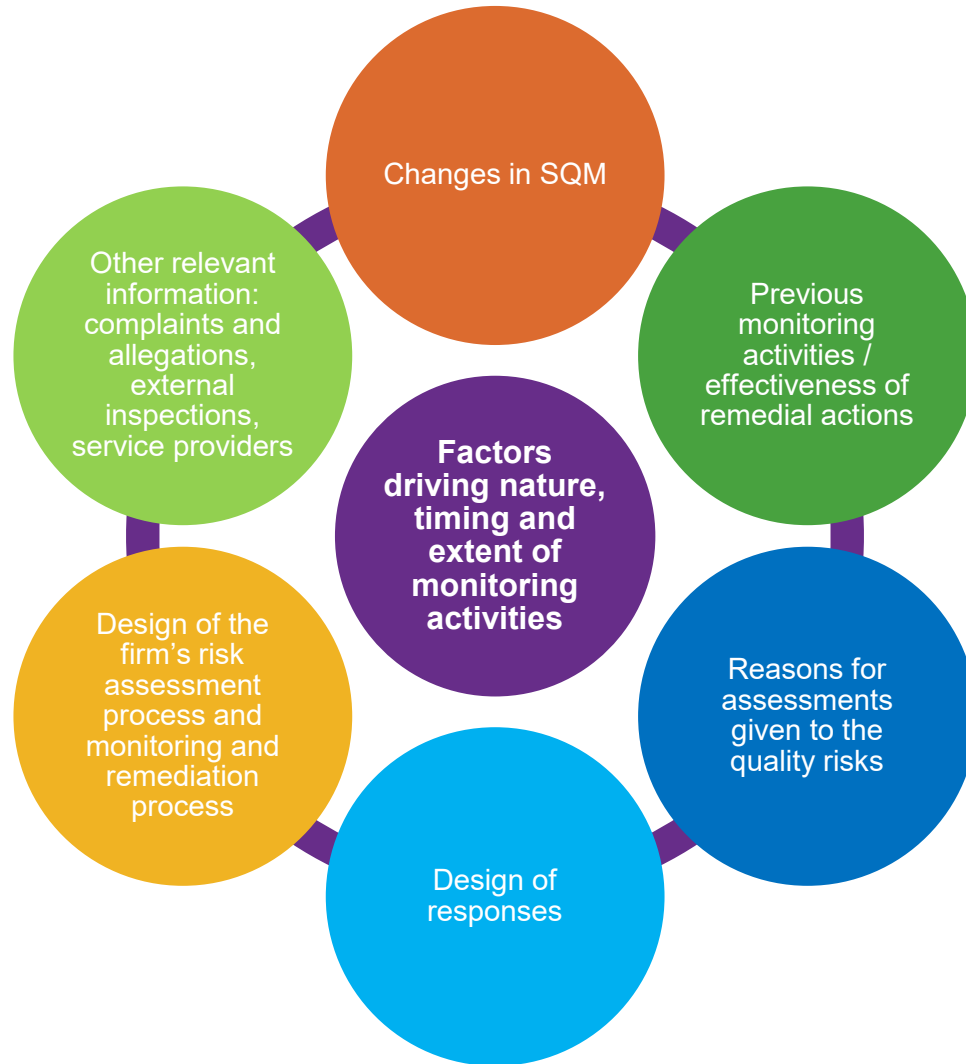 Changes in SQM
Other relevant
information:
complaints and
allegations,
external
inspections,
service providers
Previous
monitoring
activities /
effectiveness of
remedial actions
Factors
driving nature,
timing and
extent of
monitoring
activities
Design of the
firm’s risk
assessment
process and
monitoring and
remediation
process
Reasons for
assessments
given to the
quality risks
Design of
responses